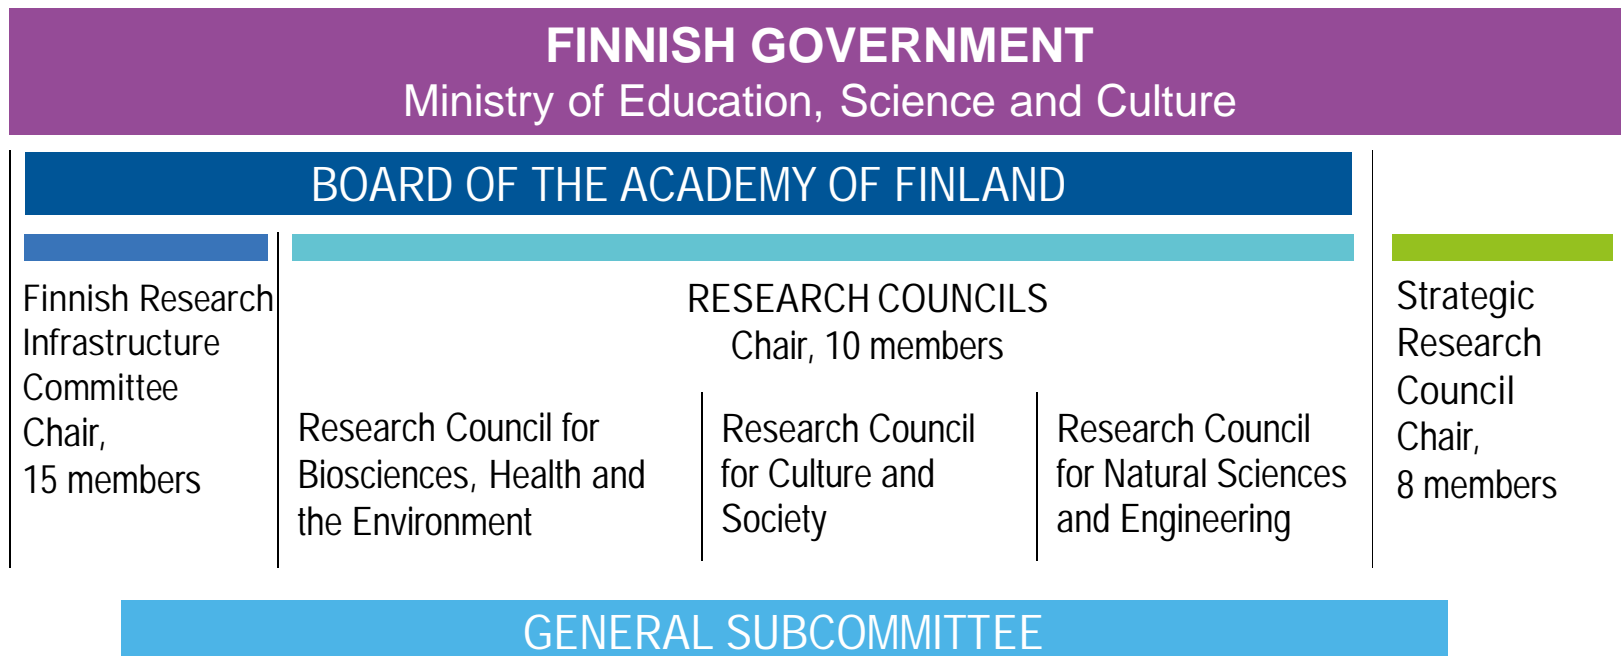 FINNISH GOVERNMENT
Ministry of Education, Science and Culture
BOARD OF THE ACADEMY OF FINLAND
Finnish Research
Infrastructure
Committee
Chair,
15 members
RESEARCH COUNCILS
Chair, 10 members
Research Council for
Biosciences, Health and
the Environment
Research Council
for Culture and
Society
Research Council
for Natural Sciences
and Engineering
Strategic
Research
Council
Chair,
8 members
GENERAL SUBCOMMITTEE